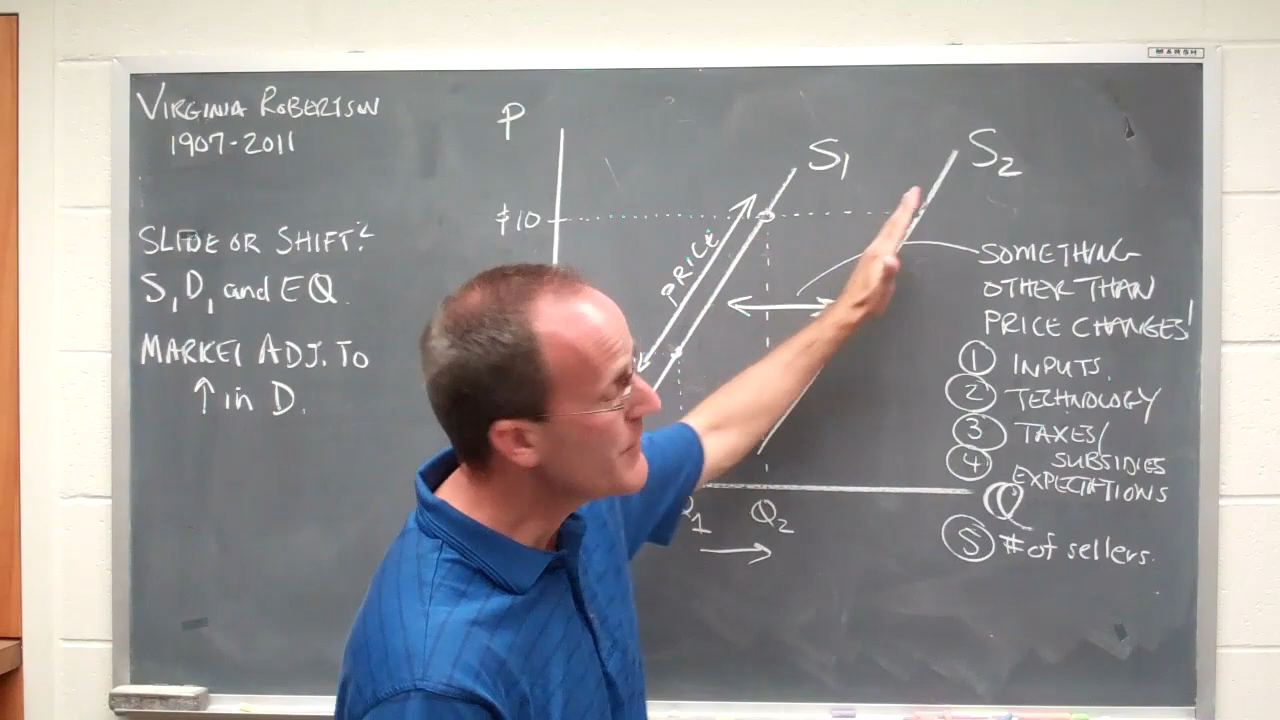 VIRGINIA ROBERTSON
1907-2011
SLIDE OR SHIFT?
S, D, and EQ.
MARKET ADJ. TO
↑ in D.
P
$10
PRICE
S1
S2
SOMETHING
OTHER THAN
PRICE CHANGES!
① INPUTS
② TECHNOLOGY
③ TAXES/
SUBSIDIES
④ EXPECTATIONS
Q
⑤ # of sellers.
Q1
Q2